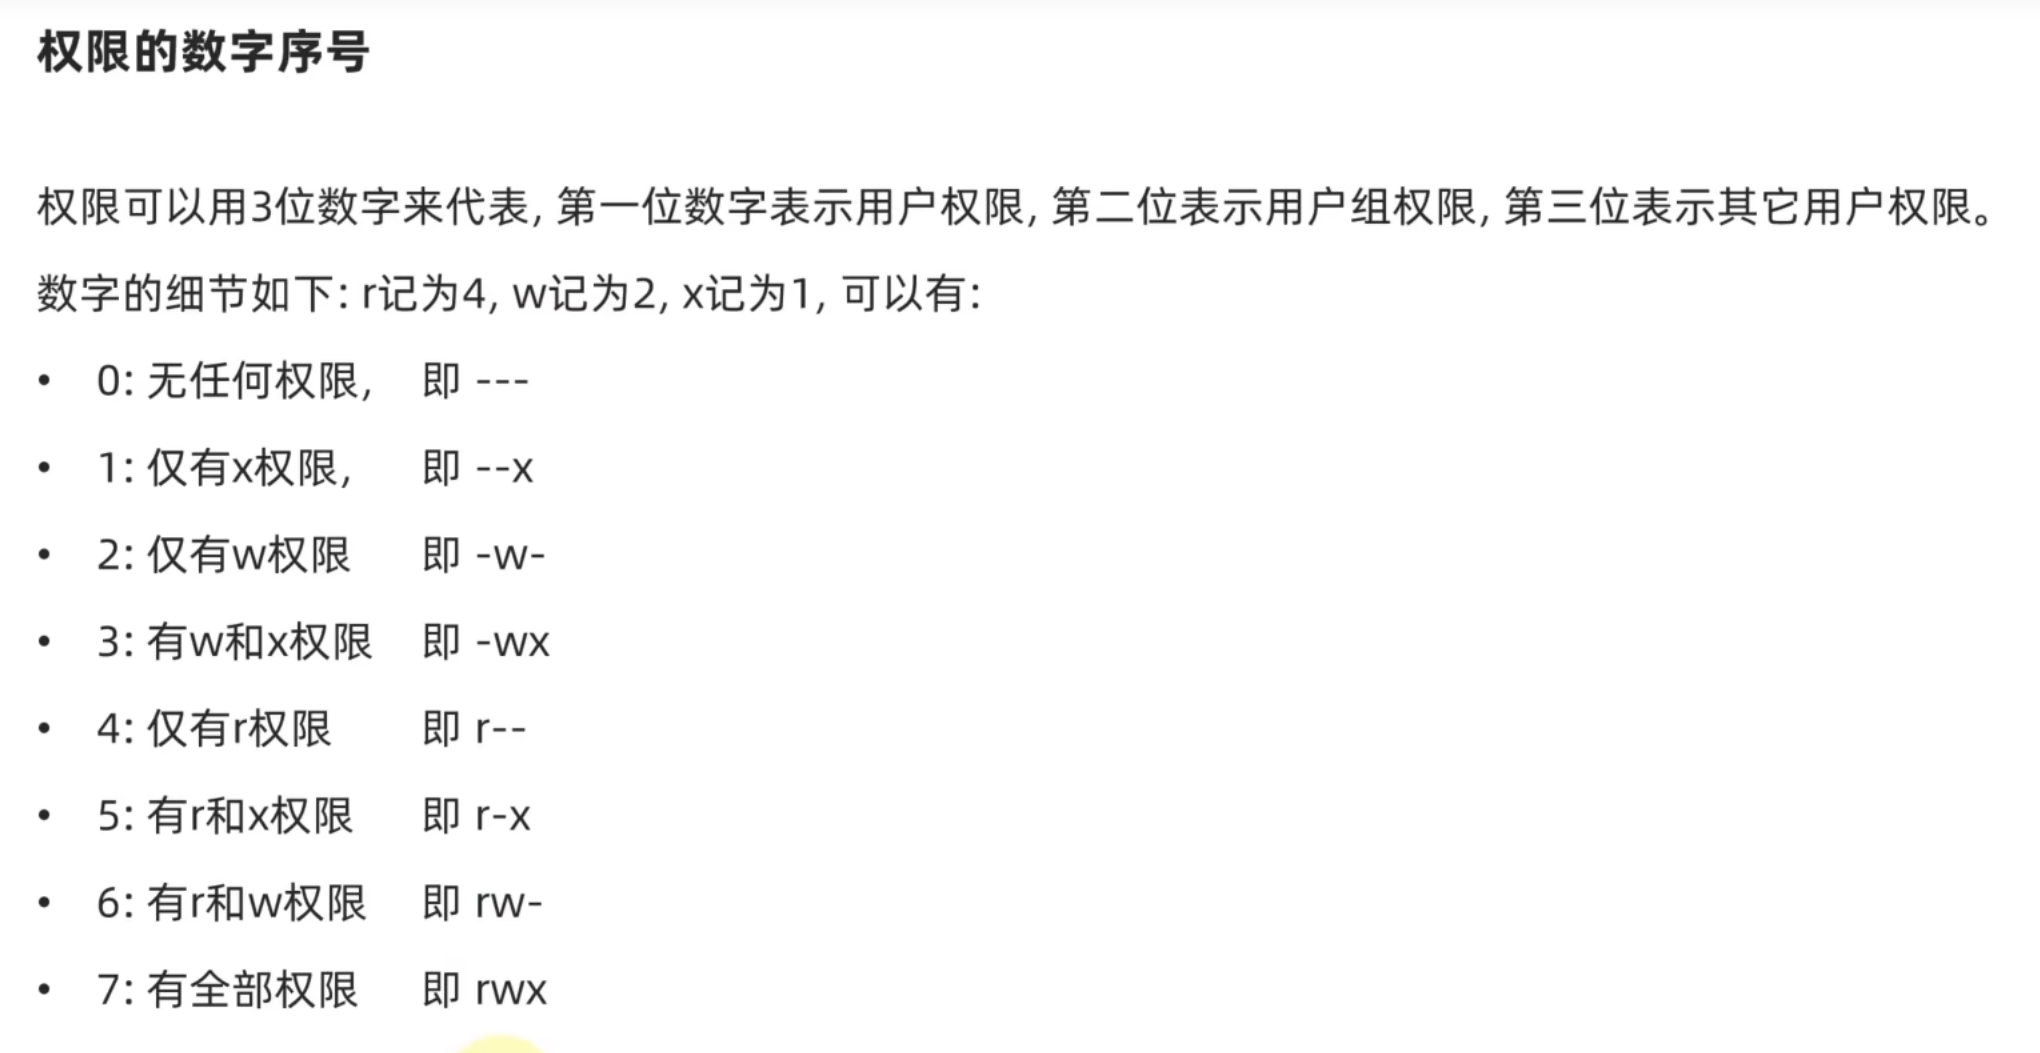 权限的数字序号
权限可以用3位数字来代表, 第一位数字表示用户权限, 第二位表示用户组权限, 第三位表示其它用户权限。
数字的细节如下: r记为4, w记为2, x记为1, 可以有:
• 0: 无任何权限, 即 ---
• 1: 仅有x权限, 即 --x
• 2: 仅有w权限 即 -w-
• 3: 有w和x权限 即 -wx
• 4: 仅有r权限 即 r--
• 5: 有r和x权限 即 r-x
• 6: 有r和w权限 即 rw-
• 7: 有全部权限 即 rwx